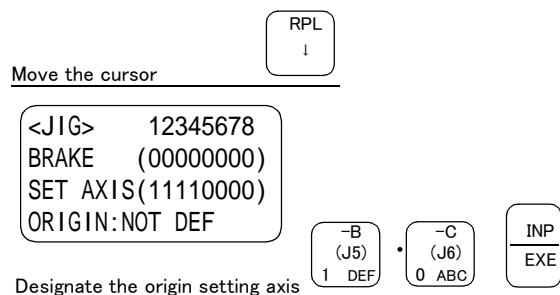 RPL
↓
Move the cursor
<JIG> 12345678
BRAKE (00000000)
SET AXIS(11110000)
ORIGIN:NOT DEF
-B
(J5)
1 DEF
・
-C
(J6)
0 ABC
INP
EXE
Designate the origin setting axis